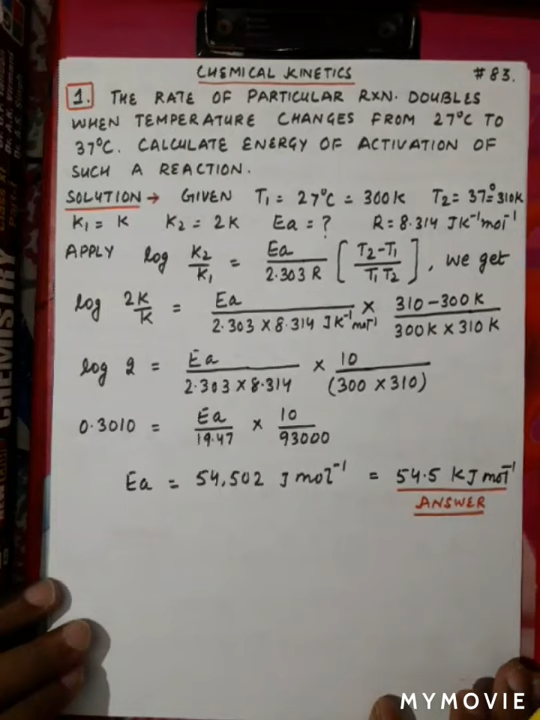 CHEMICAL KINETICS #83.
1. THE RATE OF PARTICULAR RXN. DOUBLES
WHEN TEMPERATURE CHANGES FROM 27°C TO
37°C. CALCULATE ENERGY OF ACTIVATION OF
SUCH A REACTION.
SOLUTION → GIVEN T₁ = 27°C = 300K T₂ = 37° = 310K
K₁ = K K₂ = 2K Ea = ? R = 8.314 JK⁻¹mol⁻¹
APPLY log K₂/K₁ = Ea/2.303 R [T₂-T₁/T₁T₂], we get
log 2K/K = Ea/2.303 × 8.314 JK⁻¹mol⁻¹ × 310-300K/300K × 310K
log 2 = Ea/2.303 × 8.314 × 10/(300 × 310)
0.3010 = Ea/19.47 × 10/93000
Ea = 54,502 J mol⁻¹ = 54.5 KJ mol⁻¹
ANSWER
MYMOVIE